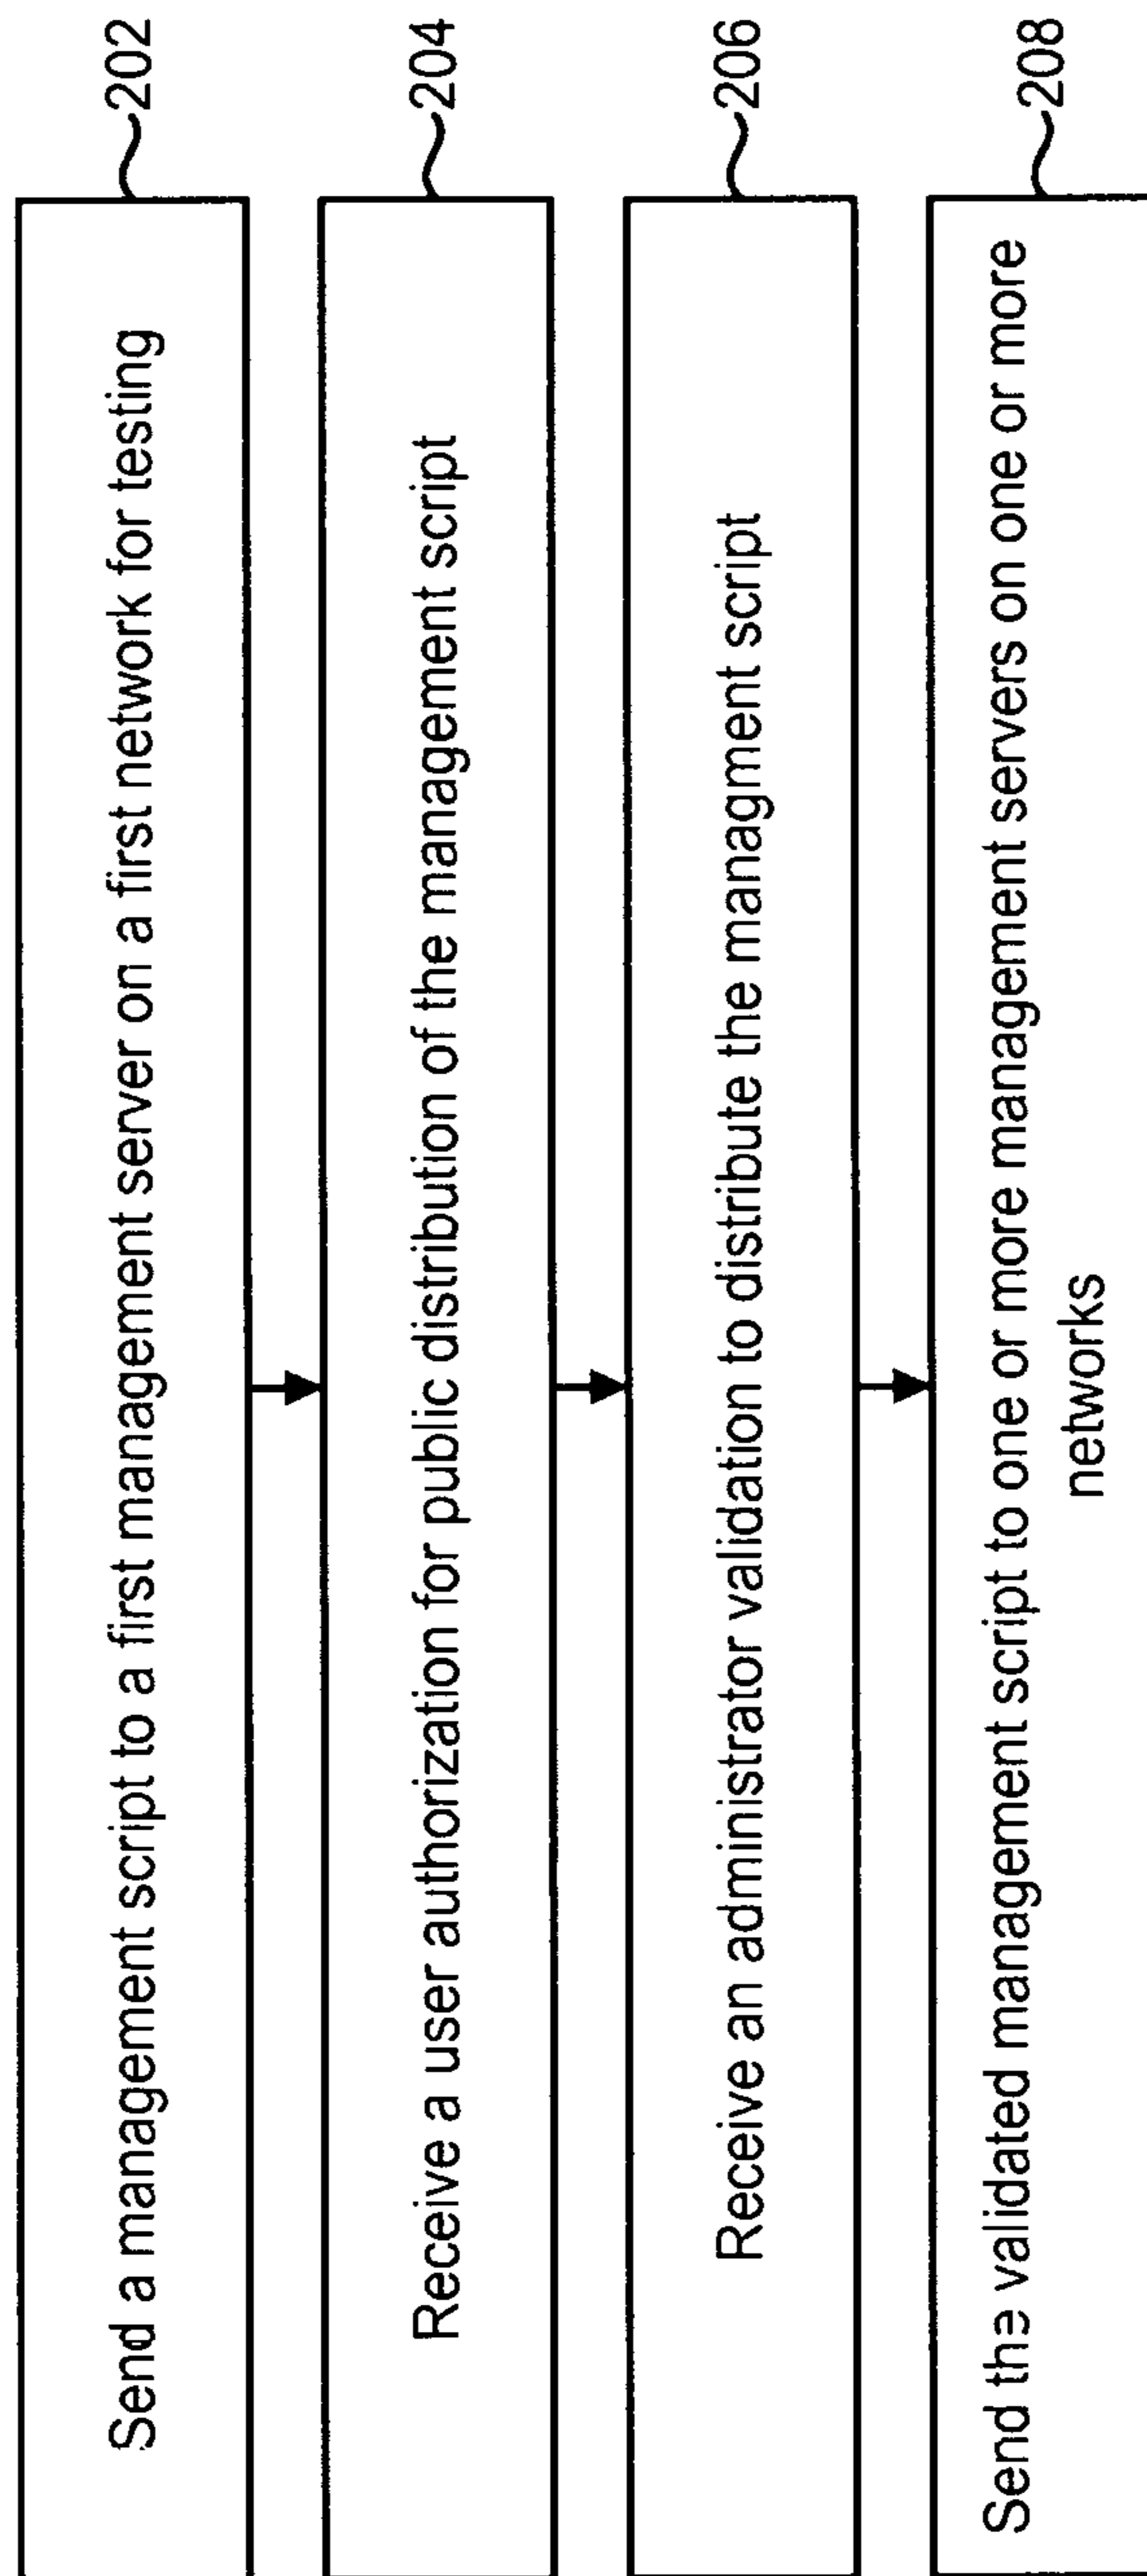 Send a management script to a first management server on a first network for testing
202
Receive a user authorization for public distribution of the management script
204
Receive an administrator validation to distribute the managment script
206
Send the validated management script to one or more management servers on one or more
networks
208